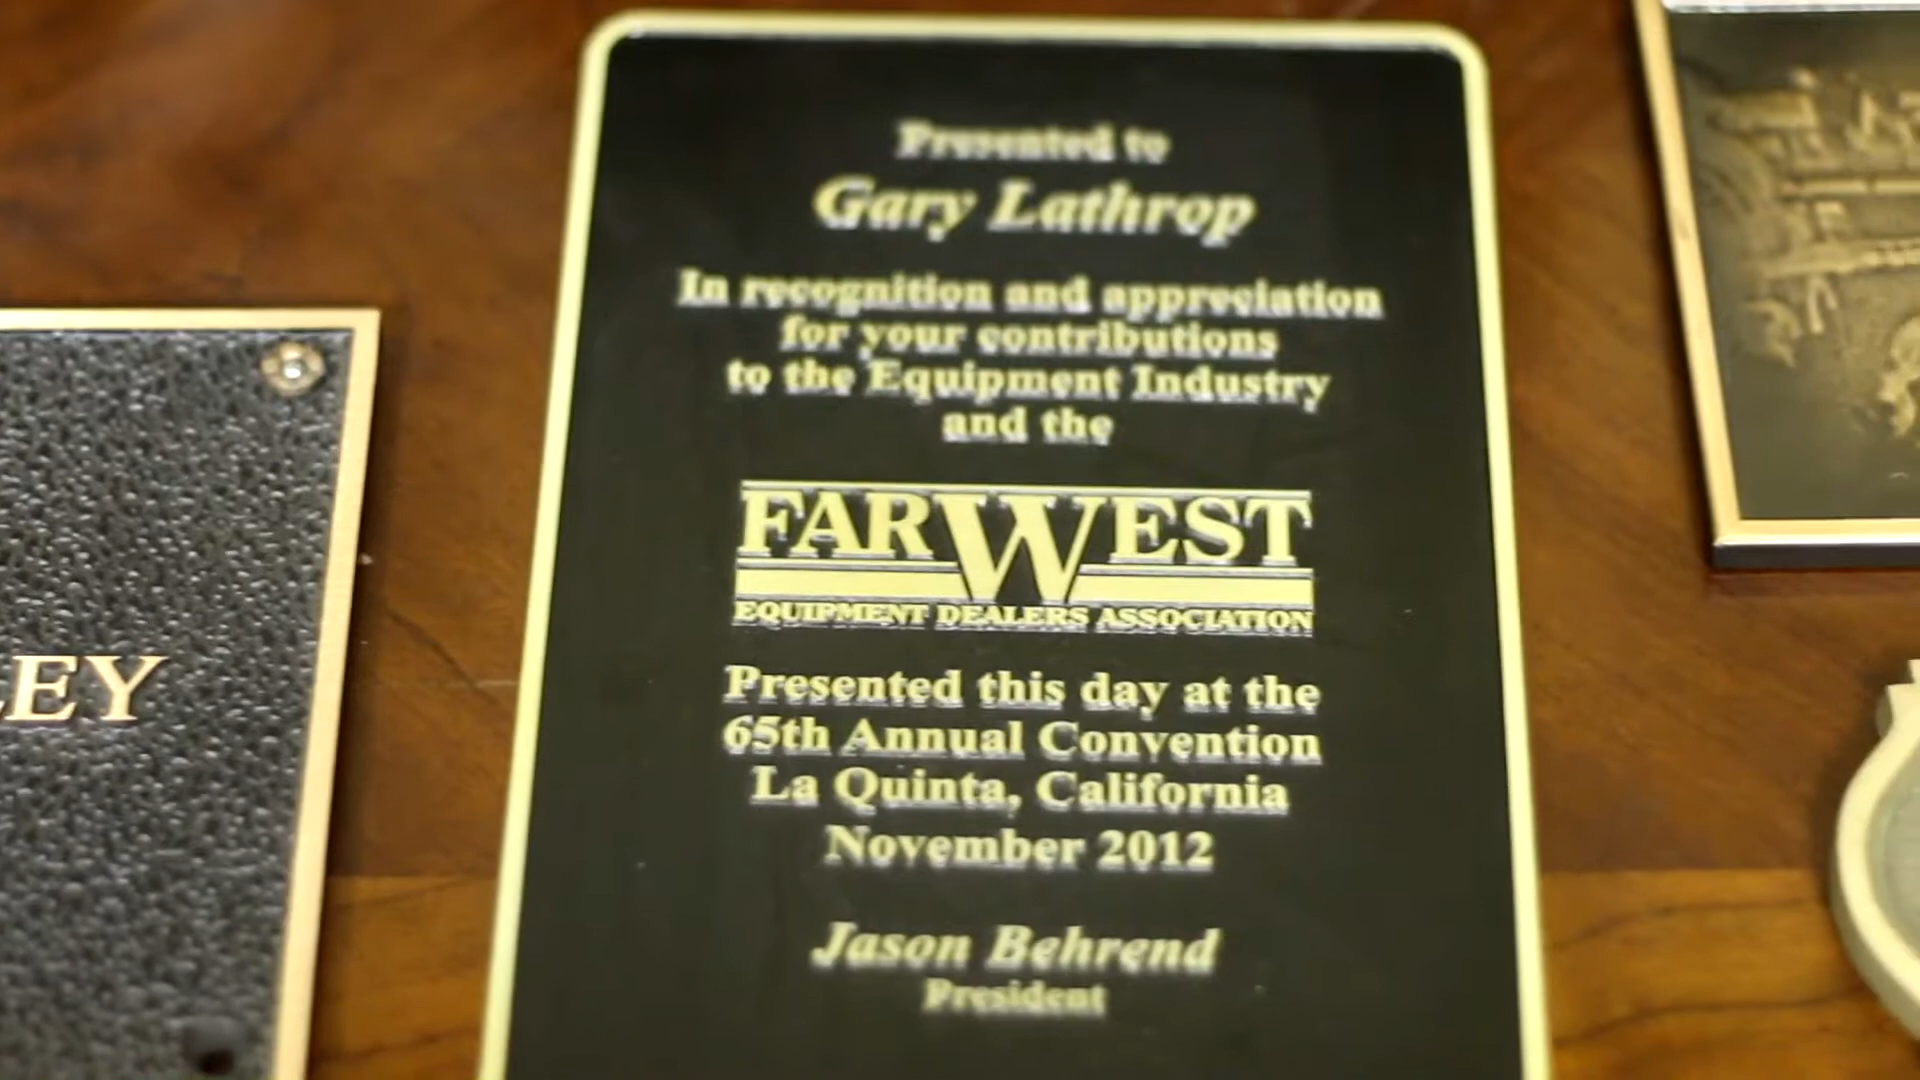 Presented to
Gary Lathrop
In recognition and appreciation
for your contributions
to the Equipment Industry
and the
FARWEST
EQUIPMENT DEALERS ASSOCIATION
Presented this day at the
65th Annual Convention
La Quinta, California
November 2012
Jason Behrend
President
LEY